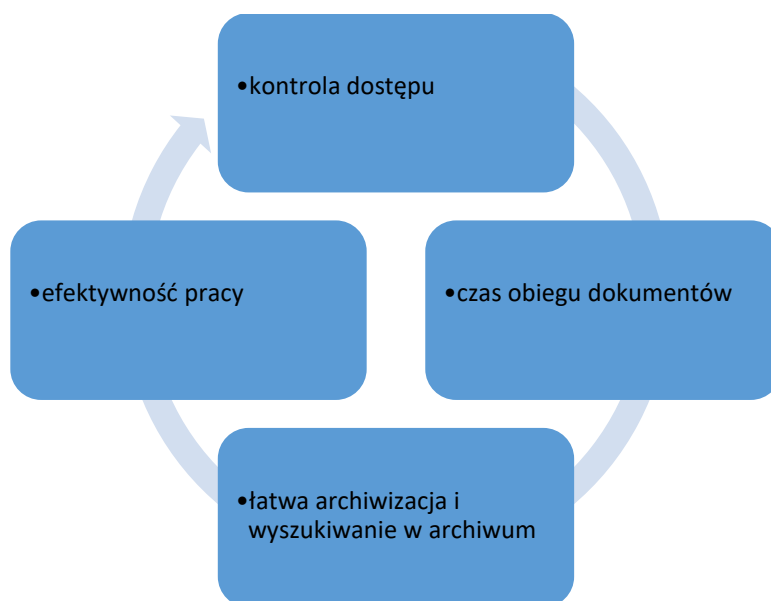 •kontrola dostępu
•efektywność pracy
•czas obiegu dokumentów
•łatwa archiwizacja i
wyszukiwanie w archiwum